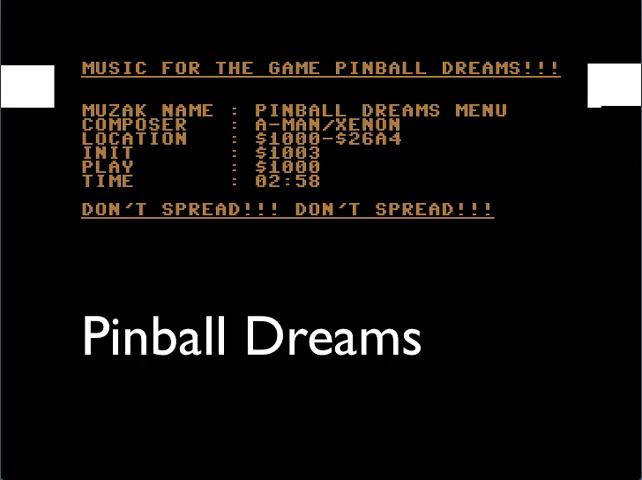 MUSIC FOR THE GAME PINBALL DREAMS!!!
MUZAK NAME : PINBALL DREAMS MENU
COMPOSER : A-MAN/XENON
LOCATION : $1000-$26A4
INIT : $1003
PLAY : $1000
TIME : 02:58
DON'T SPREAD!!! DON'T SPREAD!!!
Pinball Dreams